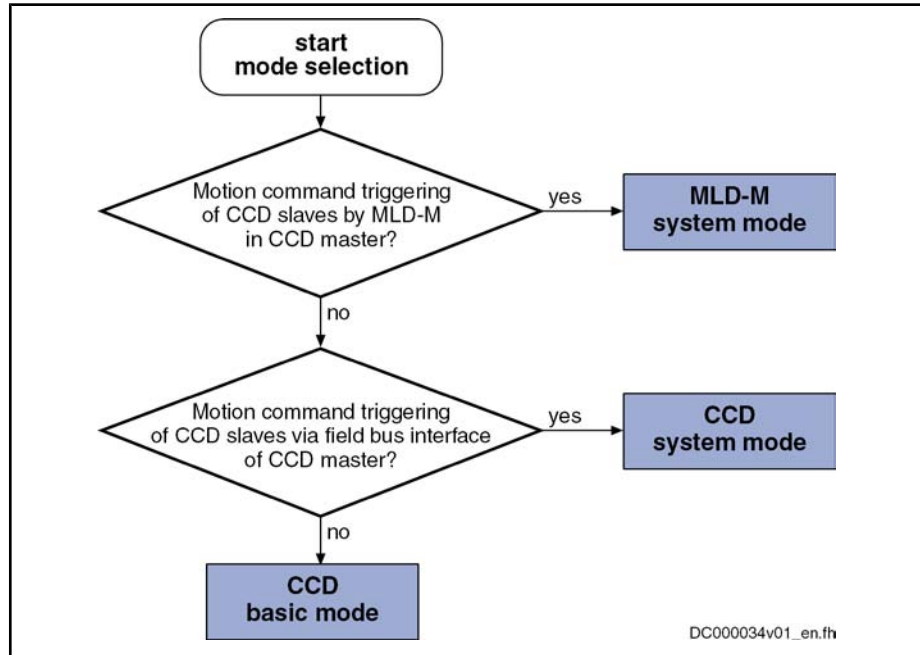 start
mode selection
Motion command triggering
of CCD slaves by MLD-M
in CCD master?
yes
MLD-M
system mode
no
Motion command triggering
of CCD slaves via field bus interface
of CCD master?
yes
CCD
system mode
no
CCD
basic mode
DC000034v01_en.fh